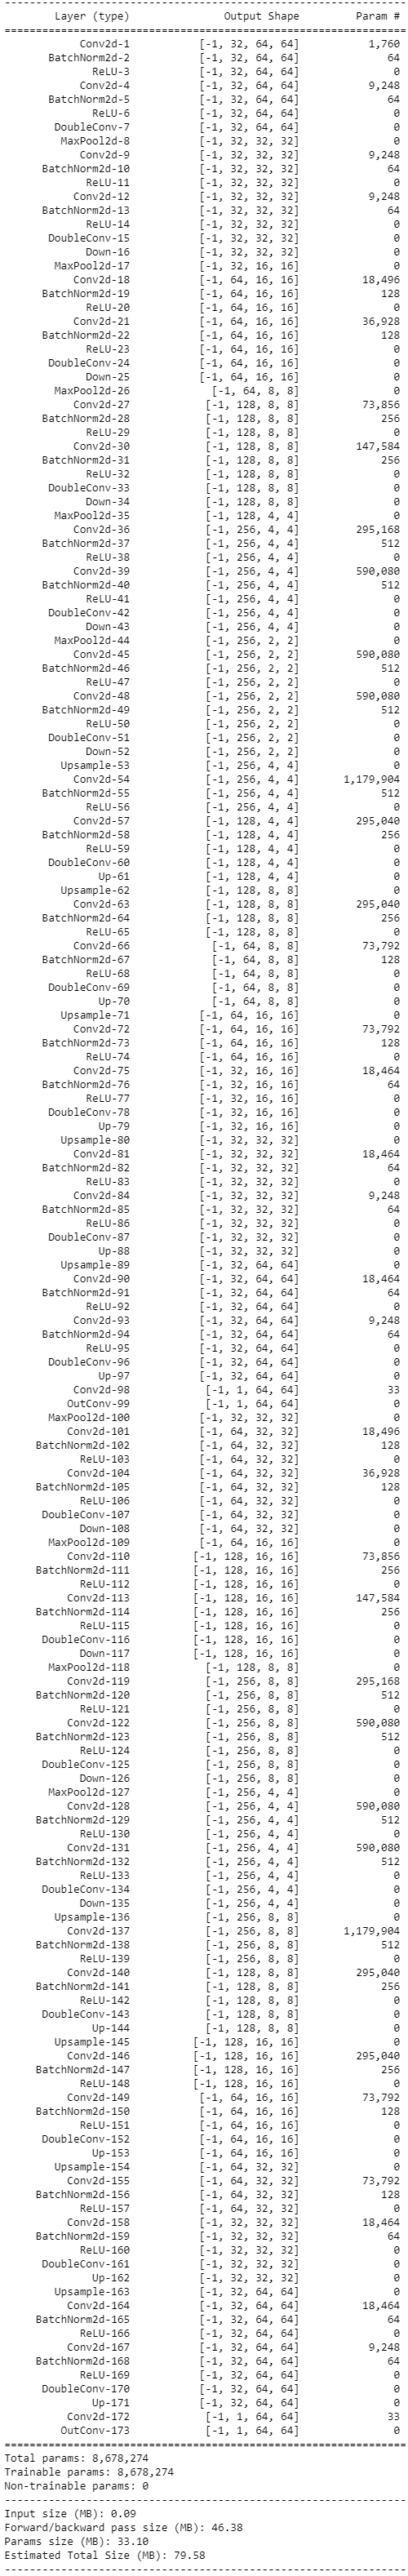 ----------------------------------------------------------------
Layer (type) Output Shape Param #
================================================================
Conv2d-1 [-1, 32, 64, 64] 1,760
BatchNorm2d-2 [-1, 32, 64, 64] 64
ReLU-3 [-1, 32, 64, 64] 0
Conv2d-4 [-1, 32, 64, 64] 9,248
BatchNorm2d-5 [-1, 32, 64, 64] 64
ReLU-6 [-1, 32, 64, 64] 0
DoubleConv-7 [-1, 32, 64, 64] 0
MaxPool2d-8 [-1, 32, 32, 32] 0
Conv2d-9 [-1, 32, 32, 32] 9,248
BatchNorm2d-10 [-1, 32, 32, 32] 64
ReLU-11 [-1, 32, 32, 32] 0
Conv2d-12 [-1, 32, 32, 32] 9,248
BatchNorm2d-13 [-1, 32, 32, 32] 64
ReLU-14 [-1, 32, 32, 32] 0
DoubleConv-15 [-1, 32, 32, 32] 0
Down-16 [-1, 32, 32, 32] 0
MaxPool2d-17 [-1, 32, 16, 16] 0
Conv2d-18 [-1, 64, 16, 16] 18,496
BatchNorm2d-19 [-1, 64, 16, 16] 128
ReLU-20 [-1, 64, 16, 16] 0
Conv2d-21 [-1, 64, 16, 16] 36,928
BatchNorm2d-22 [-1, 64, 16, 16] 128
ReLU-23 [-1, 64, 16, 16] 0
DoubleConv-24 [-1, 64, 16, 16] 0
Down-25 [-1, 64, 16, 16] 0
MaxPool2d-26 [-1, 64, 8, 8] 0
Conv2d-27 [-1, 128, 8, 8] 73,856
BatchNorm2d-28 [-1, 128, 8, 8] 256
ReLU-29 [-1, 128, 8, 8] 0
Conv2d-30 [-1, 128, 8, 8] 147,584
BatchNorm2d-31 [-1, 128, 8, 8] 256
ReLU-32 [-1, 128, 8, 8] 0
DoubleConv-33 [-1, 128, 8, 8] 0
Down-34 [-1, 128, 8, 8] 0
MaxPool2d-35 [-1, 128, 4, 4] 0
Conv2d-36 [-1, 256, 4, 4] 295,168
BatchNorm2d-37 [-1, 256, 4, 4] 512
ReLU-38 [-1, 256, 4, 4] 0
Conv2d-39 [-1, 256, 4, 4] 590,080
BatchNorm2d-40 [-1, 256, 4, 4] 512
ReLU-41 [-1, 256, 4, 4] 0
DoubleConv-42 [-1, 256, 4, 4] 0
Down-43 [-1, 256, 4, 4] 0
MaxPool2d-44 [-1, 256, 2, 2] 0
Conv2d-45 [-1, 256, 2, 2] 590,080
BatchNorm2d-46 [-1, 256, 2, 2] 512
ReLU-47 [-1, 256, 2, 2] 0
Conv2d-48 [-1, 256, 2, 2] 590,080
BatchNorm2d-49 [-1, 256, 2, 2] 512
ReLU-50 [-1, 256, 2, 2] 0
DoubleConv-51 [-1, 256, 2, 2] 0
Down-52 [-1, 256, 2, 2] 0
Upsample-53 [-1, 256, 4, 4] 0
Conv2d-54 [-1, 256, 4, 4] 1,179,904
BatchNorm2d-55 [-1, 256, 4, 4] 512
ReLU-56 [-1, 256, 4, 4] 0
Conv2d-57 [-1, 128, 4, 4] 295,040
BatchNorm2d-58 [-1, 128, 4, 4] 256
ReLU-59 [-1, 128, 4, 4] 0
DoubleConv-60 [-1, 128, 4, 4] 0
Up-61 [-1, 128, 4, 4] 0
Upsample-62 [-1, 128, 8, 8] 0
Conv2d-63 [-1, 128, 8, 8] 295,040
BatchNorm2d-64 [-1, 128, 8, 8] 256
ReLU-65 [-1, 128, 8, 8] 0
Conv2d-66 [-1, 64, 8, 8] 73,792
BatchNorm2d-67 [-1, 64, 8, 8] 128
ReLU-68 [-1, 64, 8, 8] 0
DoubleConv-69 [-1, 64, 8, 8] 0
Up-70 [-1, 64, 8, 8] 0
Upsample-71 [-1, 64, 16, 16] 0
Conv2d-72 [-1, 64, 16, 16] 73,792
BatchNorm2d-73 [-1, 64, 16, 16] 128
ReLU-74 [-1, 64, 16, 16] 0
Conv2d-75 [-1, 32, 16, 16] 18,464
BatchNorm2d-76 [-1, 32, 16, 16] 64
ReLU-77 [-1, 32, 16, 16] 0
DoubleConv-78 [-1, 32, 16, 16] 0
Up-79 [-1, 32, 16, 16] 0
Upsample-80 [-1, 32, 32, 32] 0
Conv2d-81 [-1, 32, 32, 32] 18,464
BatchNorm2d-82 [-1, 32, 32, 32] 64
ReLU-83 [-1, 32, 32, 32] 0
Conv2d-84 [-1, 32, 32, 32] 9,248
BatchNorm2d-85 [-1, 32, 32, 32] 64
ReLU-86 [-1, 32, 32, 32] 0
DoubleConv-87 [-1, 32, 32, 32] 0
Up-88 [-1, 32, 32, 32] 0
Upsample-89 [-1, 32, 64, 64] 0
Conv2d-90 [-1, 32, 64, 64] 18,464
BatchNorm2d-91 [-1, 32, 64, 64] 64
ReLU-92 [-1, 32, 64, 64] 0
Conv2d-93 [-1, 32, 64, 64] 9,248
BatchNorm2d-94 [-1, 32, 64, 64] 64
ReLU-95 [-1, 32, 64, 64] 0
DoubleConv-96 [-1, 32, 64, 64] 0
Up-97 [-1, 32, 64, 64] 0
Conv2d-98 [-1, 1, 64, 64] 33
OutConv-99 [-1, 1, 64, 64] 0
MaxPool2d-100 [-1, 32, 32, 32] 0
Conv2d-101 [-1, 64, 32, 32] 18,496
BatchNorm2d-102 [-1, 64, 32, 32] 128
ReLU-103 [-1, 64, 32, 32] 0
Conv2d-104 [-1, 64, 32, 32] 36,928
BatchNorm2d-105 [-1, 64, 32, 32] 128
ReLU-106 [-1, 64, 32, 32] 0
DoubleConv-107 [-1, 64, 32, 32] 0
Down-108 [-1, 64, 32, 32] 0
MaxPool2d-109 [-1, 64, 16, 16] 0
Conv2d-110 [-1, 128, 16, 16] 73,856
BatchNorm2d-111 [-1, 128, 16, 16] 256
ReLU-112 [-1, 128, 16, 16] 0
Conv2d-113 [-1, 128, 16, 16] 147,584
BatchNorm2d-114 [-1, 128, 16, 16] 256
ReLU-115 [-1, 128, 16, 16] 0
DoubleConv-116 [-1, 128, 16, 16] 0
Down-117 [-1, 128, 16, 16] 0
MaxPool2d-118 [-1, 128, 8, 8] 0
Conv2d-119 [-1, 256, 8, 8] 295,168
BatchNorm2d-120 [-1, 256, 8, 8] 512
ReLU-121 [-1, 256, 8, 8] 0
Conv2d-122 [-1, 256, 8, 8] 590,080
BatchNorm2d-123 [-1, 256, 8, 8] 512
ReLU-124 [-1, 256, 8, 8] 0
DoubleConv-125 [-1, 256, 8, 8] 0
Down-126 [-1, 256, 8, 8] 0
MaxPool2d-127 [-1, 256, 4, 4] 0
Conv2d-128 [-1, 256, 4, 4] 590,080
BatchNorm2d-129 [-1, 256, 4, 4] 512
ReLU-130 [-1, 256, 4, 4] 0
Conv2d-131 [-1, 256, 4, 4] 590,080
BatchNorm2d-132 [-1, 256, 4, 4] 512
ReLU-133 [-1, 256, 4, 4] 0
DoubleConv-134 [-1, 256, 4, 4] 0
Down-135 [-1, 256, 4, 4] 0
Upsample-136 [-1, 256, 8, 8] 0
Conv2d-137 [-1, 256, 8, 8] 1,179,904
BatchNorm2d-138 [-1, 256, 8, 8] 512
ReLU-139 [-1, 256, 8, 8] 0
Conv2d-140 [-1, 128, 8, 8] 295,040
BatchNorm2d-141 [-1, 128, 8, 8] 256
ReLU-142 [-1, 128, 8, 8] 0
DoubleConv-143 [-1, 128, 8, 8] 0
Up-144 [-1, 128, 8, 8] 0
Upsample-145 [-1, 128, 16, 16] 0
Conv2d-146 [-1, 128, 16, 16] 295,040
BatchNorm2d-147 [-1, 128, 16, 16] 256
ReLU-148 [-1, 128, 16, 16] 0
Conv2d-149 [-1, 64, 16, 16] 73,792
BatchNorm2d-150 [-1, 64, 16, 16] 128
ReLU-151 [-1, 64, 16, 16] 0
DoubleConv-152 [-1, 64, 16, 16] 0
Up-153 [-1, 64, 16, 16] 0
Upsample-154 [-1, 64, 32, 32] 0
Conv2d-155 [-1, 64, 32, 32] 73,792
BatchNorm2d-156 [-1, 64, 32, 32] 128
ReLU-157 [-1, 64, 32, 32] 0
Conv2d-158 [-1, 32, 32, 32] 18,464
BatchNorm2d-159 [-1, 32, 32, 32] 64
ReLU-160 [-1, 32, 32, 32] 0
DoubleConv-161 [-1, 32, 32, 32] 0
Up-162 [-1, 32, 32, 32] 0
Upsample-163 [-1, 32, 64, 64] 0
Conv2d-164 [-1, 32, 64, 64] 18,464
BatchNorm2d-165 [-1, 32, 64, 64] 64
ReLU-166 [-1, 32, 64, 64] 0
Conv2d-167 [-1, 32, 64, 64] 9,248
BatchNorm2d-168 [-1, 32, 64, 64] 64
ReLU-169 [-1, 32, 64, 64] 0
DoubleConv-170 [-1, 32, 64, 64] 0
Up-171 [-1, 32, 64, 64] 0
Conv2d-172 [-1, 1, 64, 64] 33
OutConv-173 [-1, 1, 64, 64] 0
================================================================
Total params: 8,678,274
Trainable params: 8,678,274
Non-trainable params: 0
----------------------------------------------------------------
Input size (MB): 0.09
Forward/backward pass size (MB): 46.38
Params size (MB): 33.10
Estimated Total Size (MB): 79.58
----------------------------------------------------------------